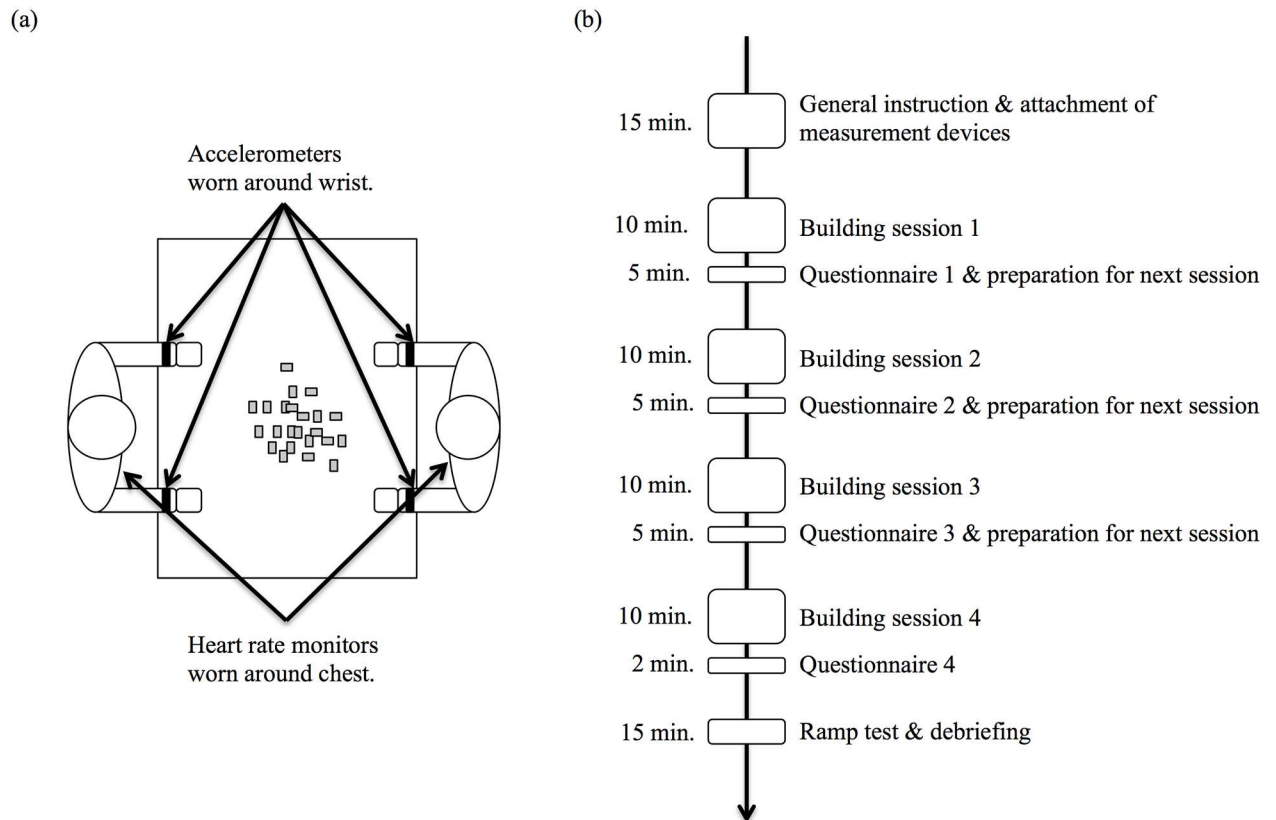 (a)
Accelerometers
worn around wrist.
Heart rate monitors
worn around chest.
(b)
15 min.
General instruction & attachment of
measurement devices
10 min.
Building session 1
5 min.
Questionnaire 1 & preparation for next session
10 min.
Building session 2
5 min.
Questionnaire 2 & preparation for next session
10 min.
Building session 3
5 min.
Questionnaire 3 & preparation for next session
10 min.
Building session 4
2 min.
Questionnaire 4
15 min.
Ramp test & debriefing